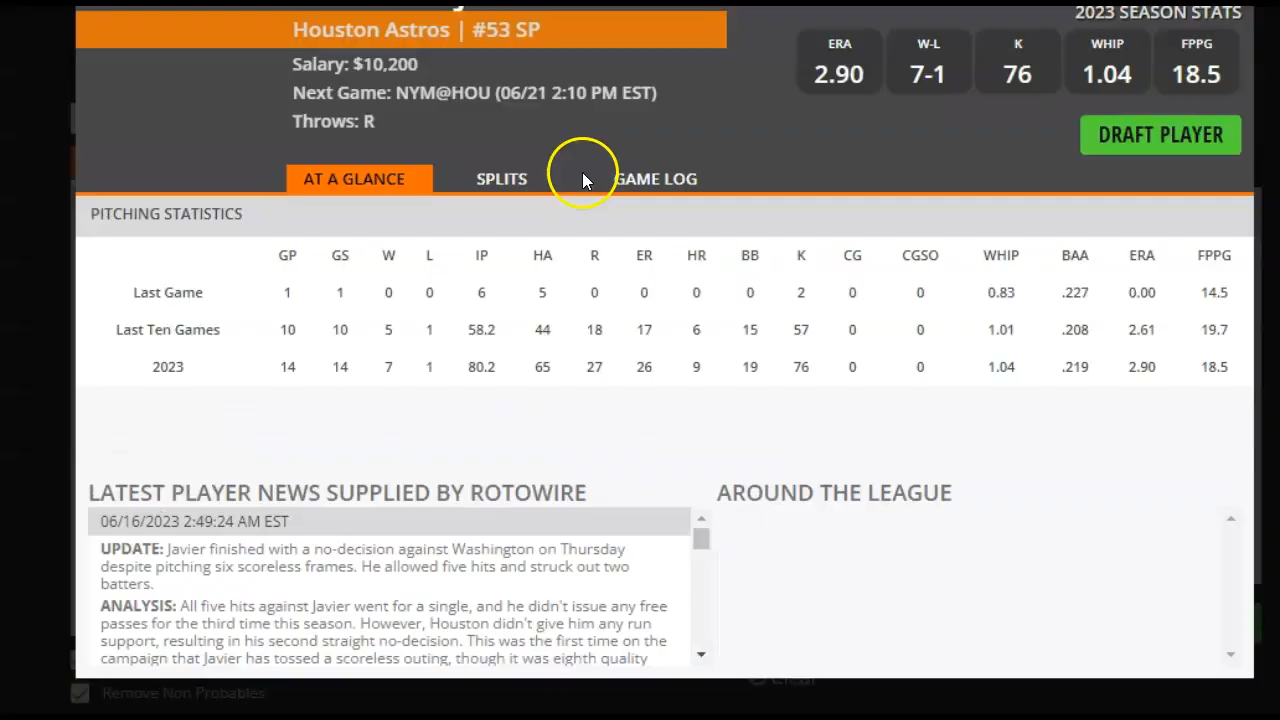 2023 SEASON STATS
Houston Astros | #53 SP
ERA W-L K WHIP FPPG
2.90 7-1 76 1.04 18.5
Salary: $10,200
Next Game: NYM@HOU (06/21 2:10 PM EST)
Throws: R
DRAFT PLAYER
AT A GLANCE SPLITS GAME LOG
PITCHING STATISTICS
GP GS W L IP HA R ER HR BB K CG CGSO WHIP BAA ERA FPPG
Last Game 1 1 0 0 6 5 0 0 0 0 2 0 0 0.83 .227 0.00 14.5
Last Ten Games 10 10 5 1 58.2 44 18 17 6 15 57 0 0 1.01 .208 2.61 19.7
2023 14 14 7 1 80.2 65 27 26 9 19 76 0 0 1.04 .219 2.90 18.5
LATEST PLAYER NEWS SUPPLIED BY ROTOWIRE
06/16/2023 2:49:24 AM EST
UPDATE: Javier finished with a no-decision against Washington on Thursday
despite pitching six scoreless frames. He allowed five hits and struck out two
batters.
ANALYSIS: All five hits against Javier went for a single, and he didn't issue any free
passes for the third time this season. However, Houston didn't give him any run
support, resulting in his second straight no-decision. This was the first time on the
campaign that Javier has tossed a scoreless outing, though it was eighth quality
AROUND THE LEAGUE
Remove Non Probables